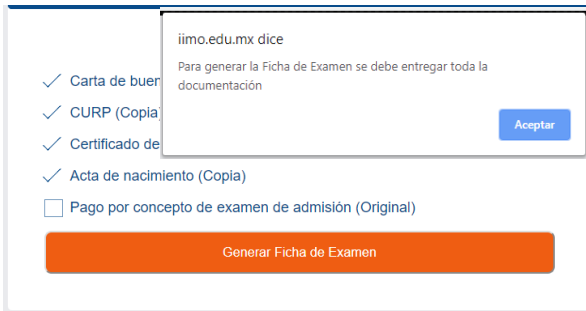 iimo.edu.mx dice
Para generar la Ficha de Examen se debe entregar toda la
documentación
Aceptar
Carta de buen
CURP (Copia)
Certificado de
Acta de nacimiento (Copia)
Pago por concepto de examen de admisión (Original)
Generar Ficha de Examen